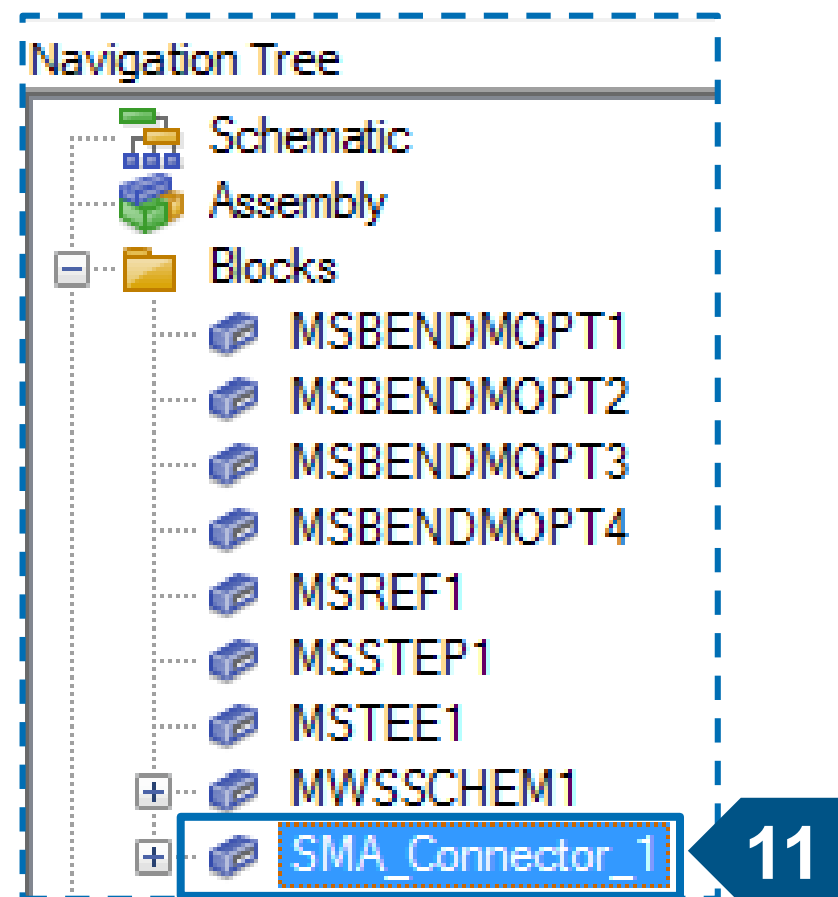 Navigation Tree
Schematic
Assembly
Blocks
MSBENDMOPT1
MSBENDMOPT2
MSBENDMOPT3
MSBENDMOPT4
MSREF1
MSSTEP1
MSTEE1
MWSSCHEM1
SMA_Connector_1 11